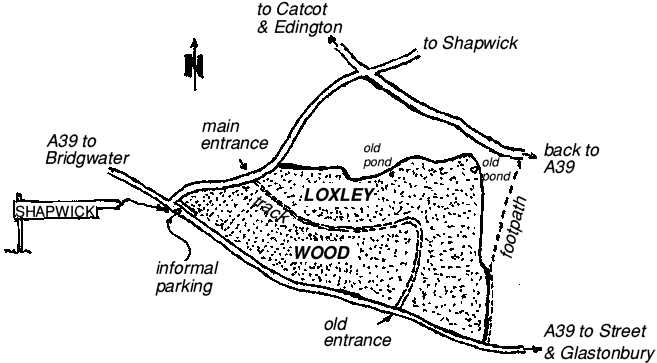 to Catcot
& Edington
to Shapwick
N
main
entrance
A39 to
Bridgwater
old
pond
old
pond
back to
A39
LOXLEY
track
SHAPWICK
footpath
WOOD
informal
parking
old
entrance
A39 to Street
& Glastonbury